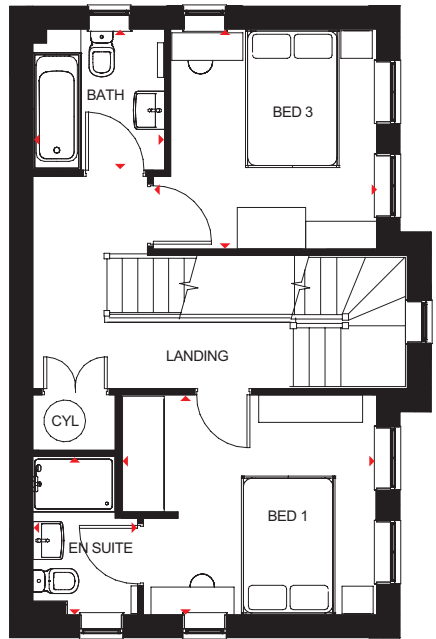 BATH
BED 3
LANDING
CYL
BED 1
EN SUITE